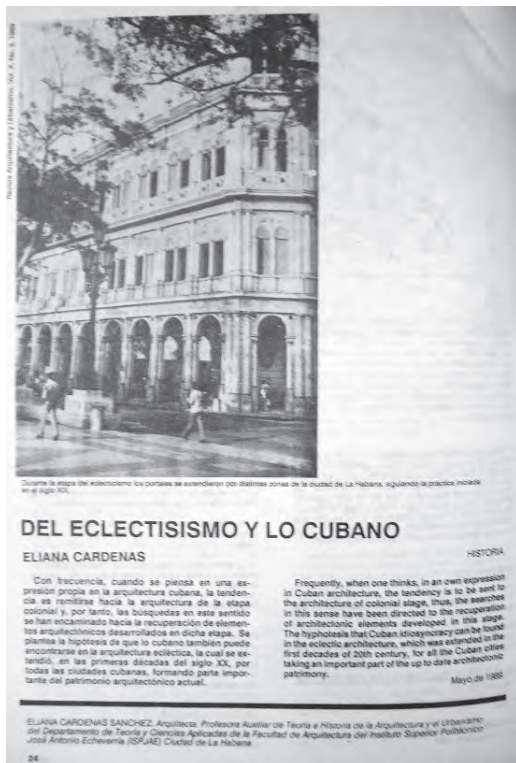 Revista Arquitectura y Urbanismo, Vol. X, No. 3, 1989
Durante la etapa del eclecticismo los portales se extendieron por distintas zonas de la ciudad de La Habana, siguiendo la práctica iniciada
en el siglo XIX.
DEL ECLECTISISMO Y LO CUBANO
ELIANA CARDENAS
HISTORIA
Con frecuencia, cuando se piensa en una ex-
presión propia en la arquitectura cubana, la tenden-
cia es remitirse hacia la arquitectura de la etapa
colonial y, por tanto, las búsquedas en este sentido
se han encaminado hacia la recuperación de elemen-
tos arquitectónicos desarrollados en dicha etapa. Se
plantea la hipótesis de que lo cubano también puede
encontrarse en la arquitectura ecléctica, la cual se ex-
tendió, en las primeras décadas del siglo XX, por
todas las ciudades cubanas, formando parte impor-
tante del patrimonio arquitectónico actual.
Frequently, when one thinks, in an own expression
in Cuban architecture, the tendency is to be sent to
the architecture of colonial stage, thus, the searches
in this sense have been directed to the recuperation
of architectonic elements developed in this stage.
The hyphotesis that Cuban idiosyncracy can be found
in the eclectic architecture, which was extended in the
first decades of 20th century, for all the Cuban cities
taking an important part of the up to date architectonic
patrimony.
Mayo de 1988
ELIANA CARDENAS SANCHEZ. Arquitecta. Profesora Auxiliar de Teoría e Historia de la Arquitectura y el Urbanismo
del Departamento de Teoría y Ciencias Aplicadas de la Facultad de Arquitectura del Instituto Superior Politécnico
José Antonio Echeverría (ISPJAE) Ciudad de La Habana
24